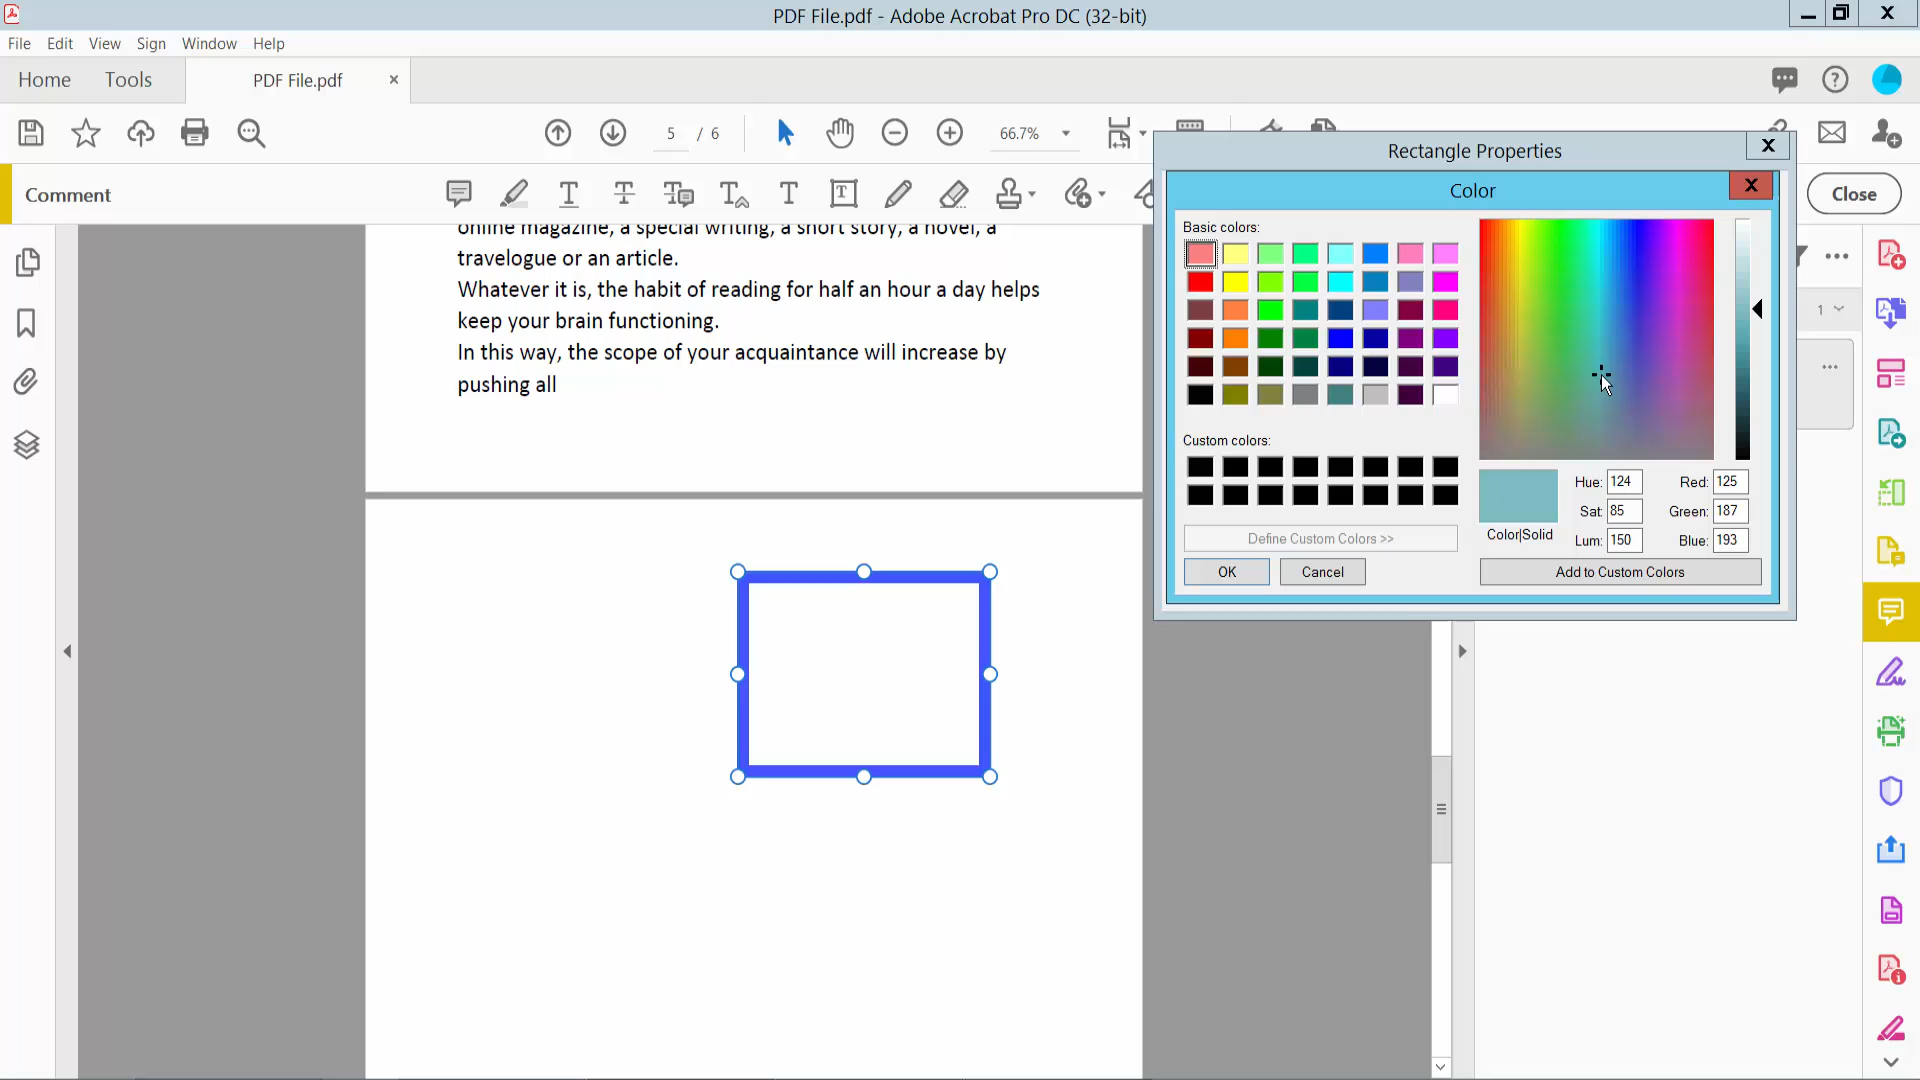 PDF File.pdf - Adobe Acrobat Pro DC (32-bit)
File Edit View Sign Window Help
Home Tools PDF File.pdf
5 / 6 66.7%
Comment
Close
online magazine, a special writing, a short story, a novel, a
travelogue or an article.
Whatever it is, the habit of reading for half an hour a day helps
keep your brain functioning.
In this way, the scope of your acquaintance will increase by
pushing all
Rectangle Properties
Color
Basic colors:
Custom colors:
Define Custom Colors >>
OK Cancel
Color|Solid
Hue: 124 Red: 125
Sat: 85 Green: 187
Lum: 150 Blue: 193
Add to Custom Colors
1